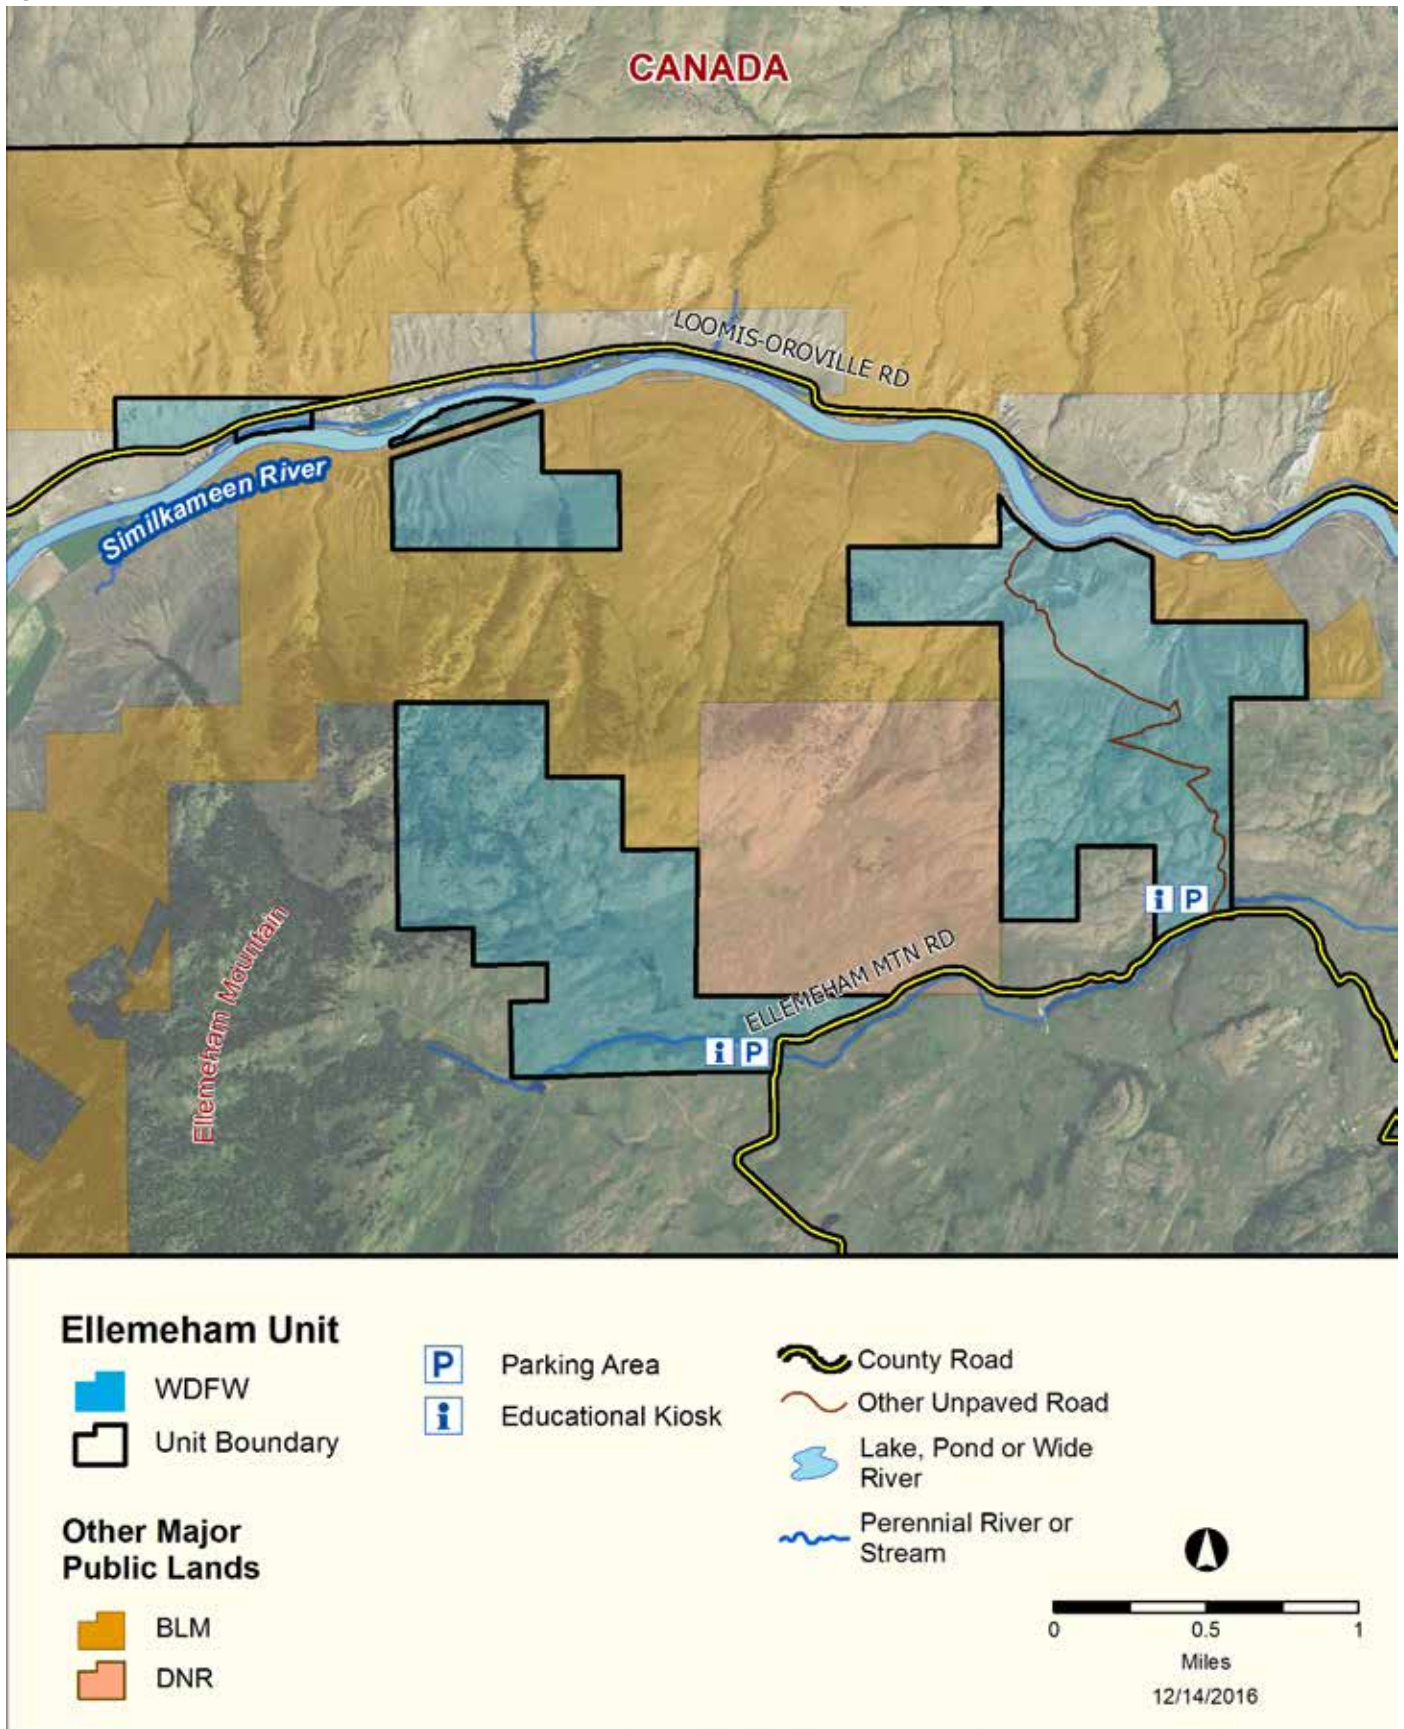 CANADA
LOOMIS-OROVILLE RD
Similkameen River
Ellemeham Mountain
i P
ELLEMEHAM MTN RD
i P
Ellemeham Unit
WDFW
Unit Boundary
Other Major
Public Lands
BLM
DNR
P Parking Area
i Educational Kiosk
County Road
Other Unpaved Road
Lake, Pond or Wide
River
Perennial River or
Stream
0 0.5 1
Miles
12/14/2016